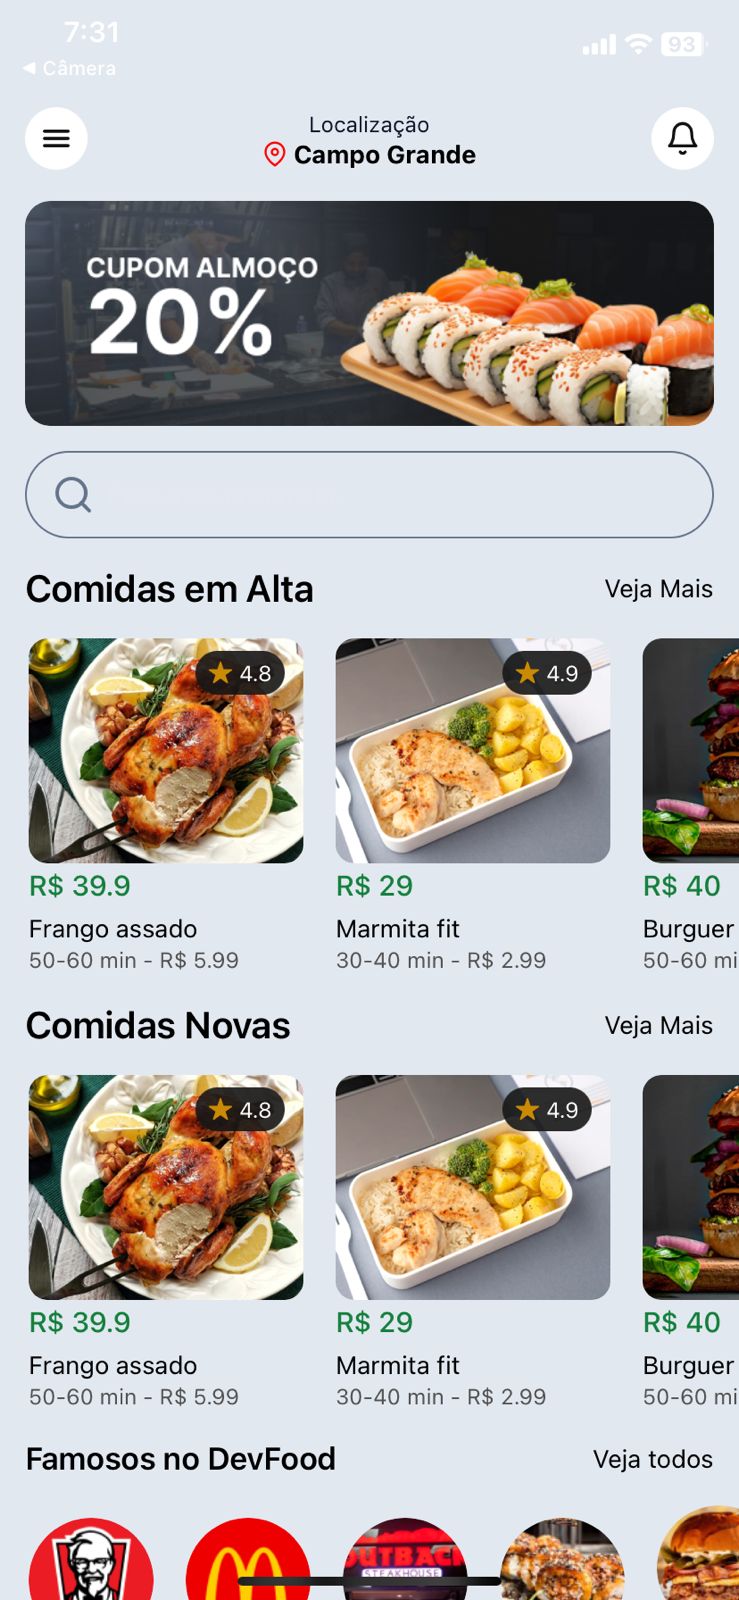 7:31
93
◀ Câmera
Localização
Campo Grande
CUPOM ALMOÇO
20%
Comidas em Alta
Veja Mais
4.8
4.9
R$ 39.9
R$ 29
R$ 40
Frango assado
Marmita fit
Burguer
50-60 min - R$ 5.99
30-40 min - R$ 2.99
50-60 mi
Comidas Novas
Veja Mais
4.8
4.9
R$ 39.9
R$ 29
R$ 40
Frango assado
Marmita fit
Burguer
50-60 min - R$ 5.99
30-40 min - R$ 2.99
50-60 mi
Famosos no DevFood
Veja todos
OUTBACK
STEAKHOUSE